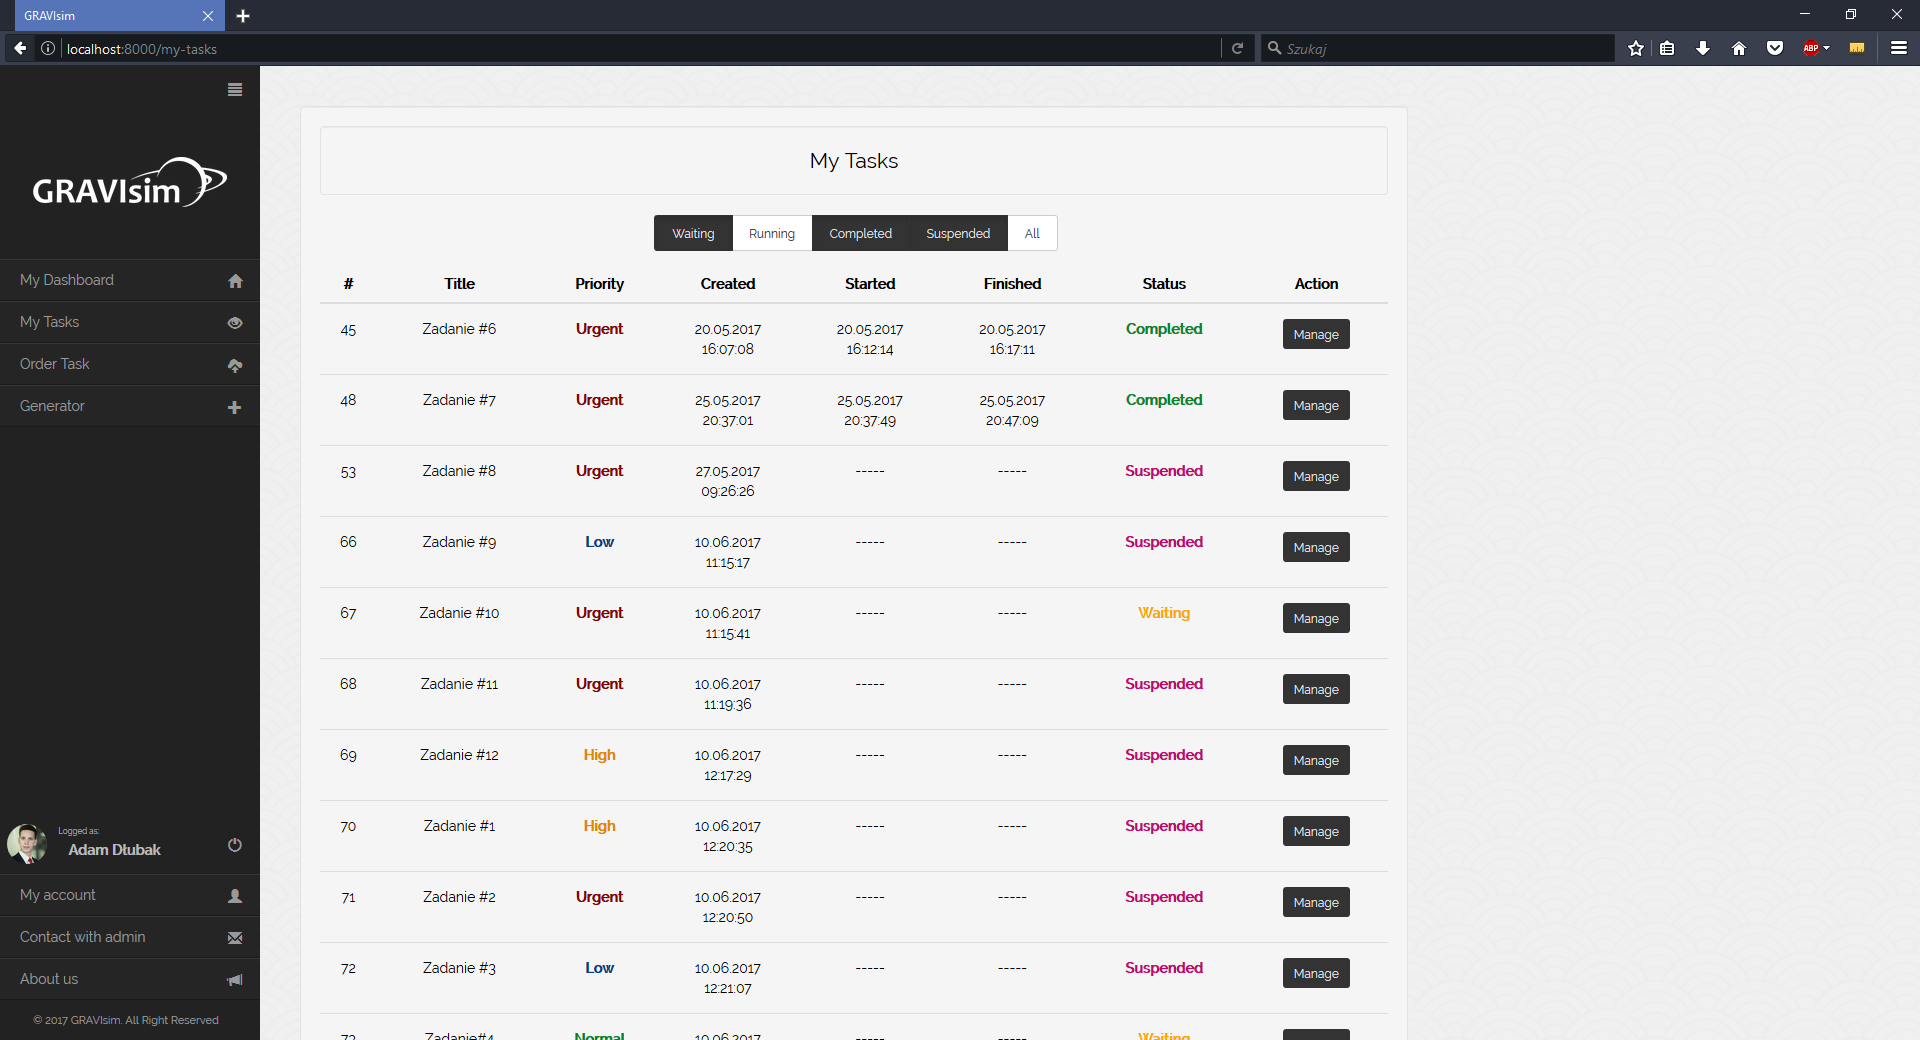 GRAVIsim
localhost:8000/my-tasks
Szukaj
ABP
GRAVIsim
My Dashboard
My Tasks
Order Task
Generator
Logged as:
Adam Dłubak
My account
Contact with admin
About us
© 2017 GRAVIsim. All Right Reserved
My Tasks
Waiting Running Completed Suspended All
# Title Priority Created Started Finished Status Action
45 Zadanie #6 Urgent 20.05.2017 20.05.2017 20.05.2017 Completed Manage
16:07:08 16:12:14 16:17:11
48 Zadanie #7 Urgent 25.05.2017 25.05.2017 25.05.2017 Completed Manage
20:37:01 20:37:49 20:47:09
53 Zadanie #8 Urgent 27.05.2017 ----- ----- Suspended Manage
09:26:26
66 Zadanie #9 Low 10.06.2017 ----- ----- Suspended Manage
11:15:17
67 Zadanie #10 Urgent 10.06.2017 ----- ----- Waiting Manage
11:15:41
68 Zadanie #11 Urgent 10.06.2017 ----- ----- Suspended Manage
11:19:36
69 Zadanie #12 High 10.06.2017 ----- ----- Suspended Manage
12:17:29
70 Zadanie #1 High 10.06.2017 ----- ----- Suspended Manage
12:20:35
71 Zadanie #2 Urgent 10.06.2017 ----- ----- Suspended Manage
12:20:50
72 Zadanie #3 Low 10.06.2017 ----- ----- Suspended Manage
12:21:07
73 Zadanie#4 Normal 10.06.2017 Waiting